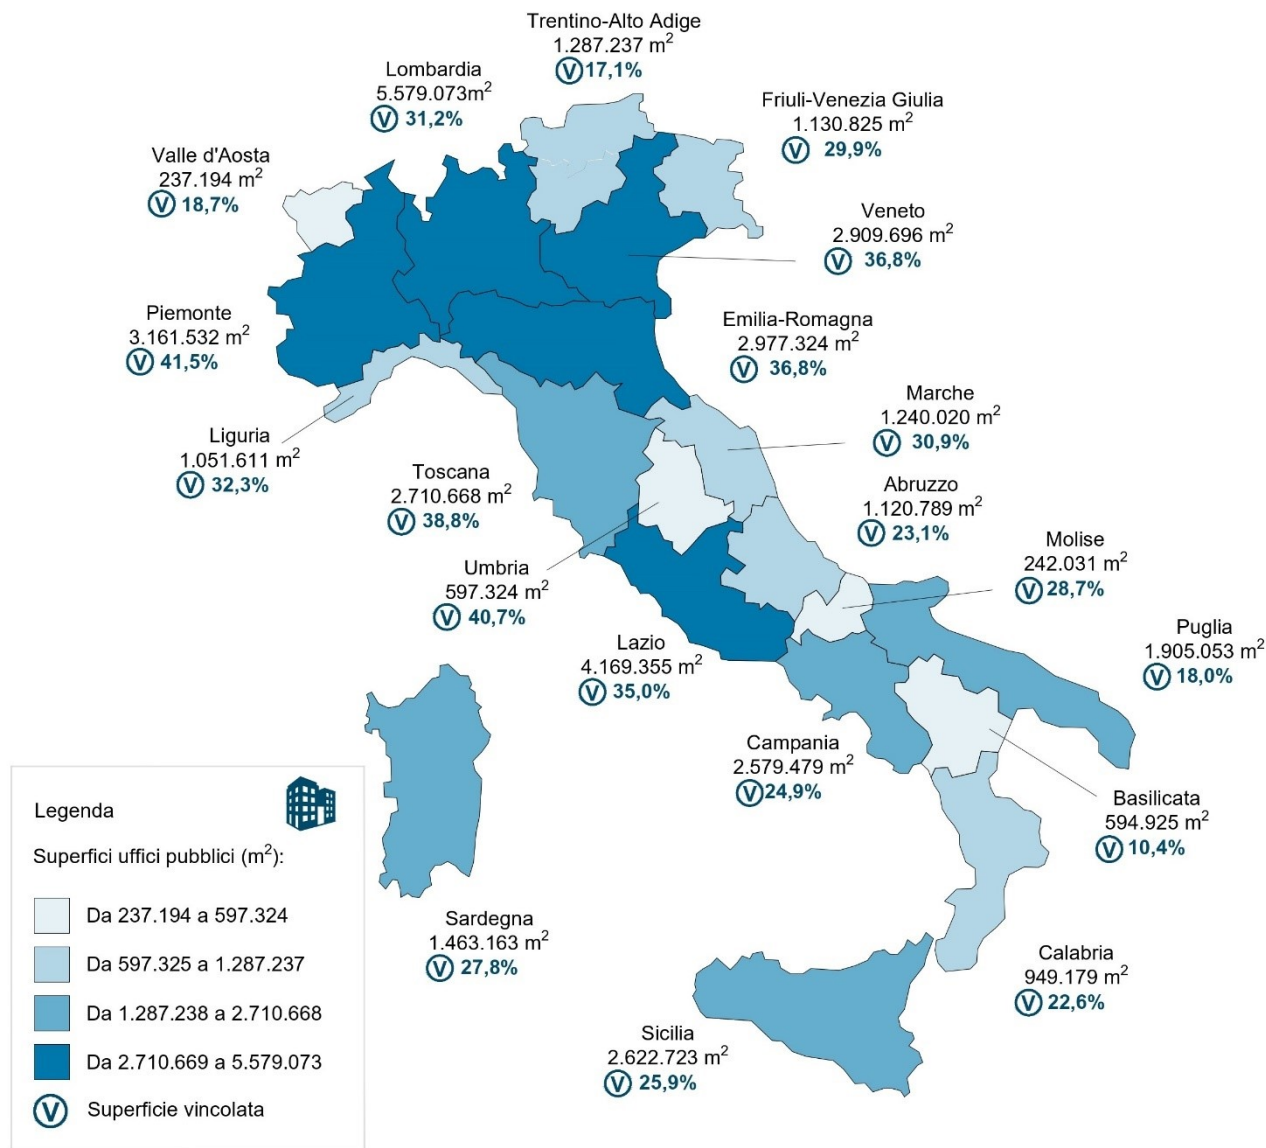 Trentino-Alto Adige
1.287.237 m²
V 17,1%
Lombardia
5.579.073m²
V 31,2%
Friuli-Venezia Giulia
1.130.825 m²
V 29,9%
Valle d'Aosta
237.194 m²
V 18,7%
Veneto
2.909.696 m²
V 36,8%
Piemonte
3.161.532 m²
V 41,5%
Emilia-Romagna
2.977.324 m²
V 36,8%
Marche
1.240.020 m²
V 30,9%
Liguria
1.051.611 m²
V 32,3%
Toscana
2.710.668 m²
V 38,8%
Abruzzo
1.120.789 m²
V 23,1%
Molise
242.031 m²
V 28,7%
Umbria
597.324 m²
V 40,7%
Puglia
1.905.053 m²
V 18,0%
Lazio
4.169.355 m²
V 35,0%
Campania
2.579.479 m²
V 24,9%
Basilicata
594.925 m²
V 10,4%
Sardegna
1.463.163 m²
V 27,8%
Calabria
949.179 m²
V 22,6%
Sicilia
2.622.723 m²
V 25,9%
Legenda
Superfici uffici pubblici (m²):
Da 237.194 a 597.324
Da 597.325 a 1.287.237
Da 1.287.238 a 2.710.668
Da 2.710.669 a 5.579.073
V Superficie vincolata